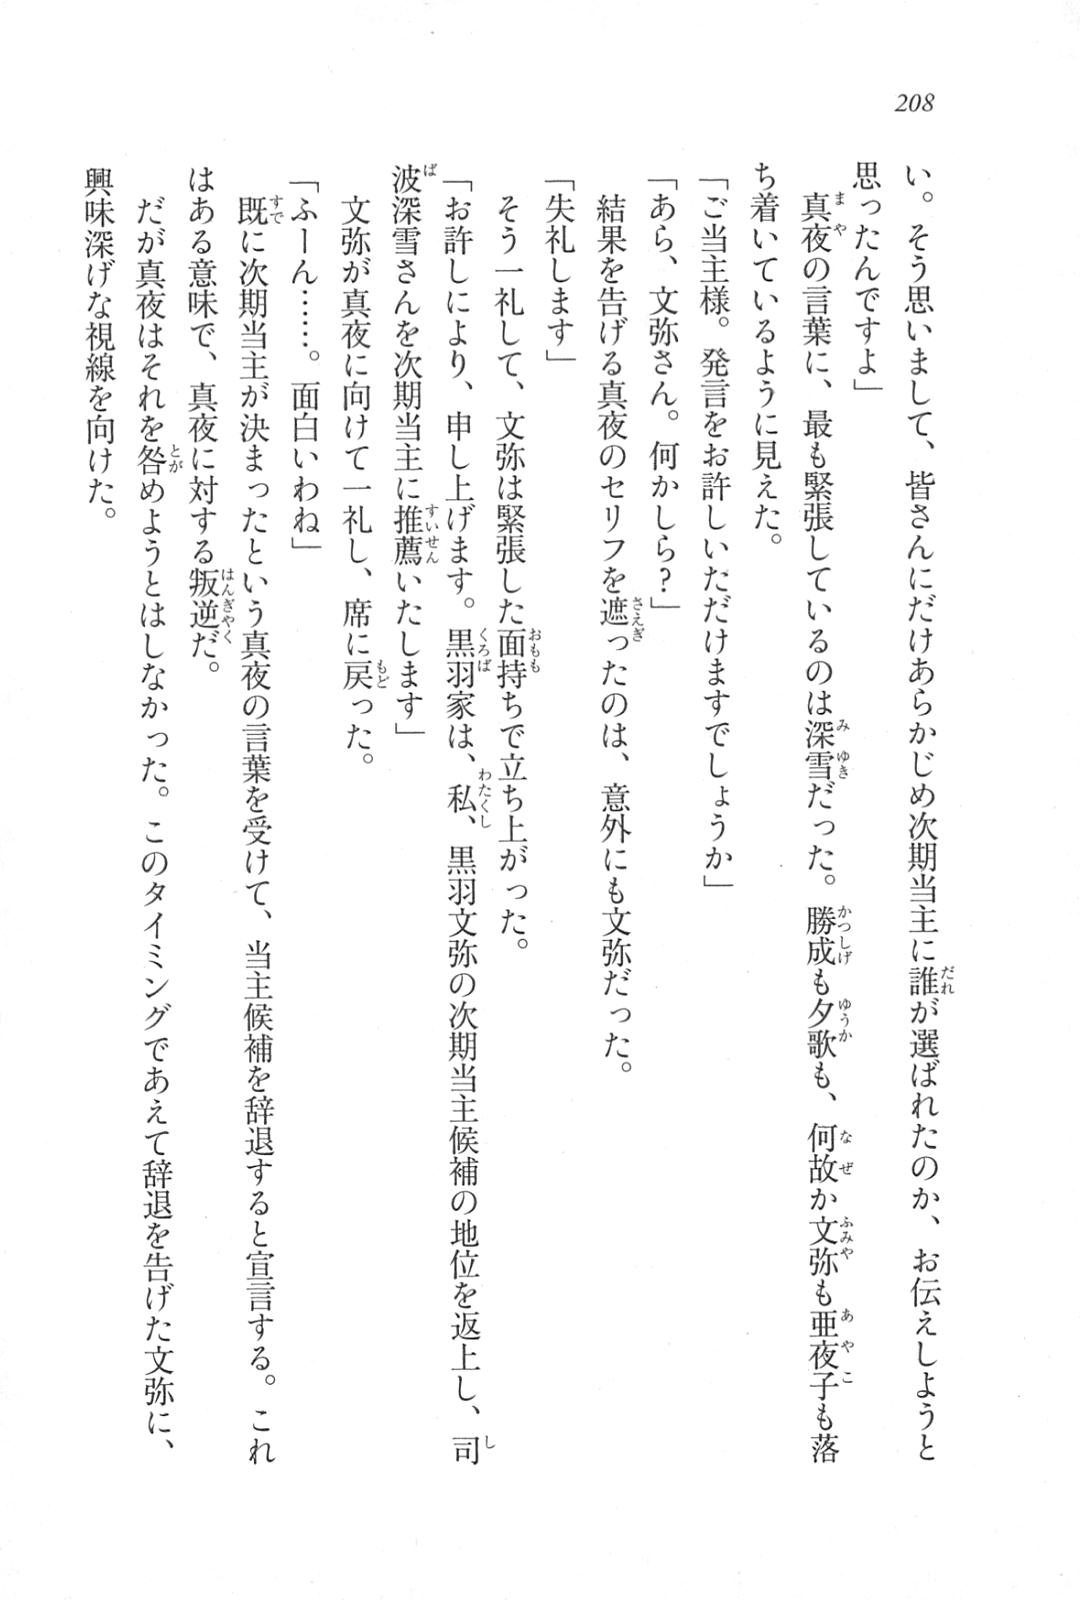 208
い。そう思いまして、皆さんにだけあらかじめ次期当主に誰が選ばれたのか、お伝えしようと
思ったんですよ」
真夜の言葉に、最も緊張しているのは深雪だった。勝成も夕歌も、何故か文弥も亜夜子も落
ち着いているように見えた。
「ご当主様。発言をお許しいただけますでしょうか」
「あら、文弥さん。何かしら?」
結果を告げる真夜のセリフを遮ったのは、意外にも文弥だった。
「失礼します」
そう一礼して、文弥は緊張した面持ちで立ち上がった。
「お許しにより、申し上げます。黒羽家は、私、黒羽文弥の次期当主候補の地位を返上し、司
波深雪さんを次期当主に推薦いたします」
文弥が真夜に向けて一礼し、席に戻った。
「ふーん……。面白いわね」
既に次期当主が決まったという真夜の言葉を受けて、当主候補を辞退すると宣言する。これ
はある意味で、真夜に対する叛逆だ。
だが真夜はそれを咎めようとはしなかった。このタイミングであえて辞退を告げた文弥に、
興味深げな視線を向けた。